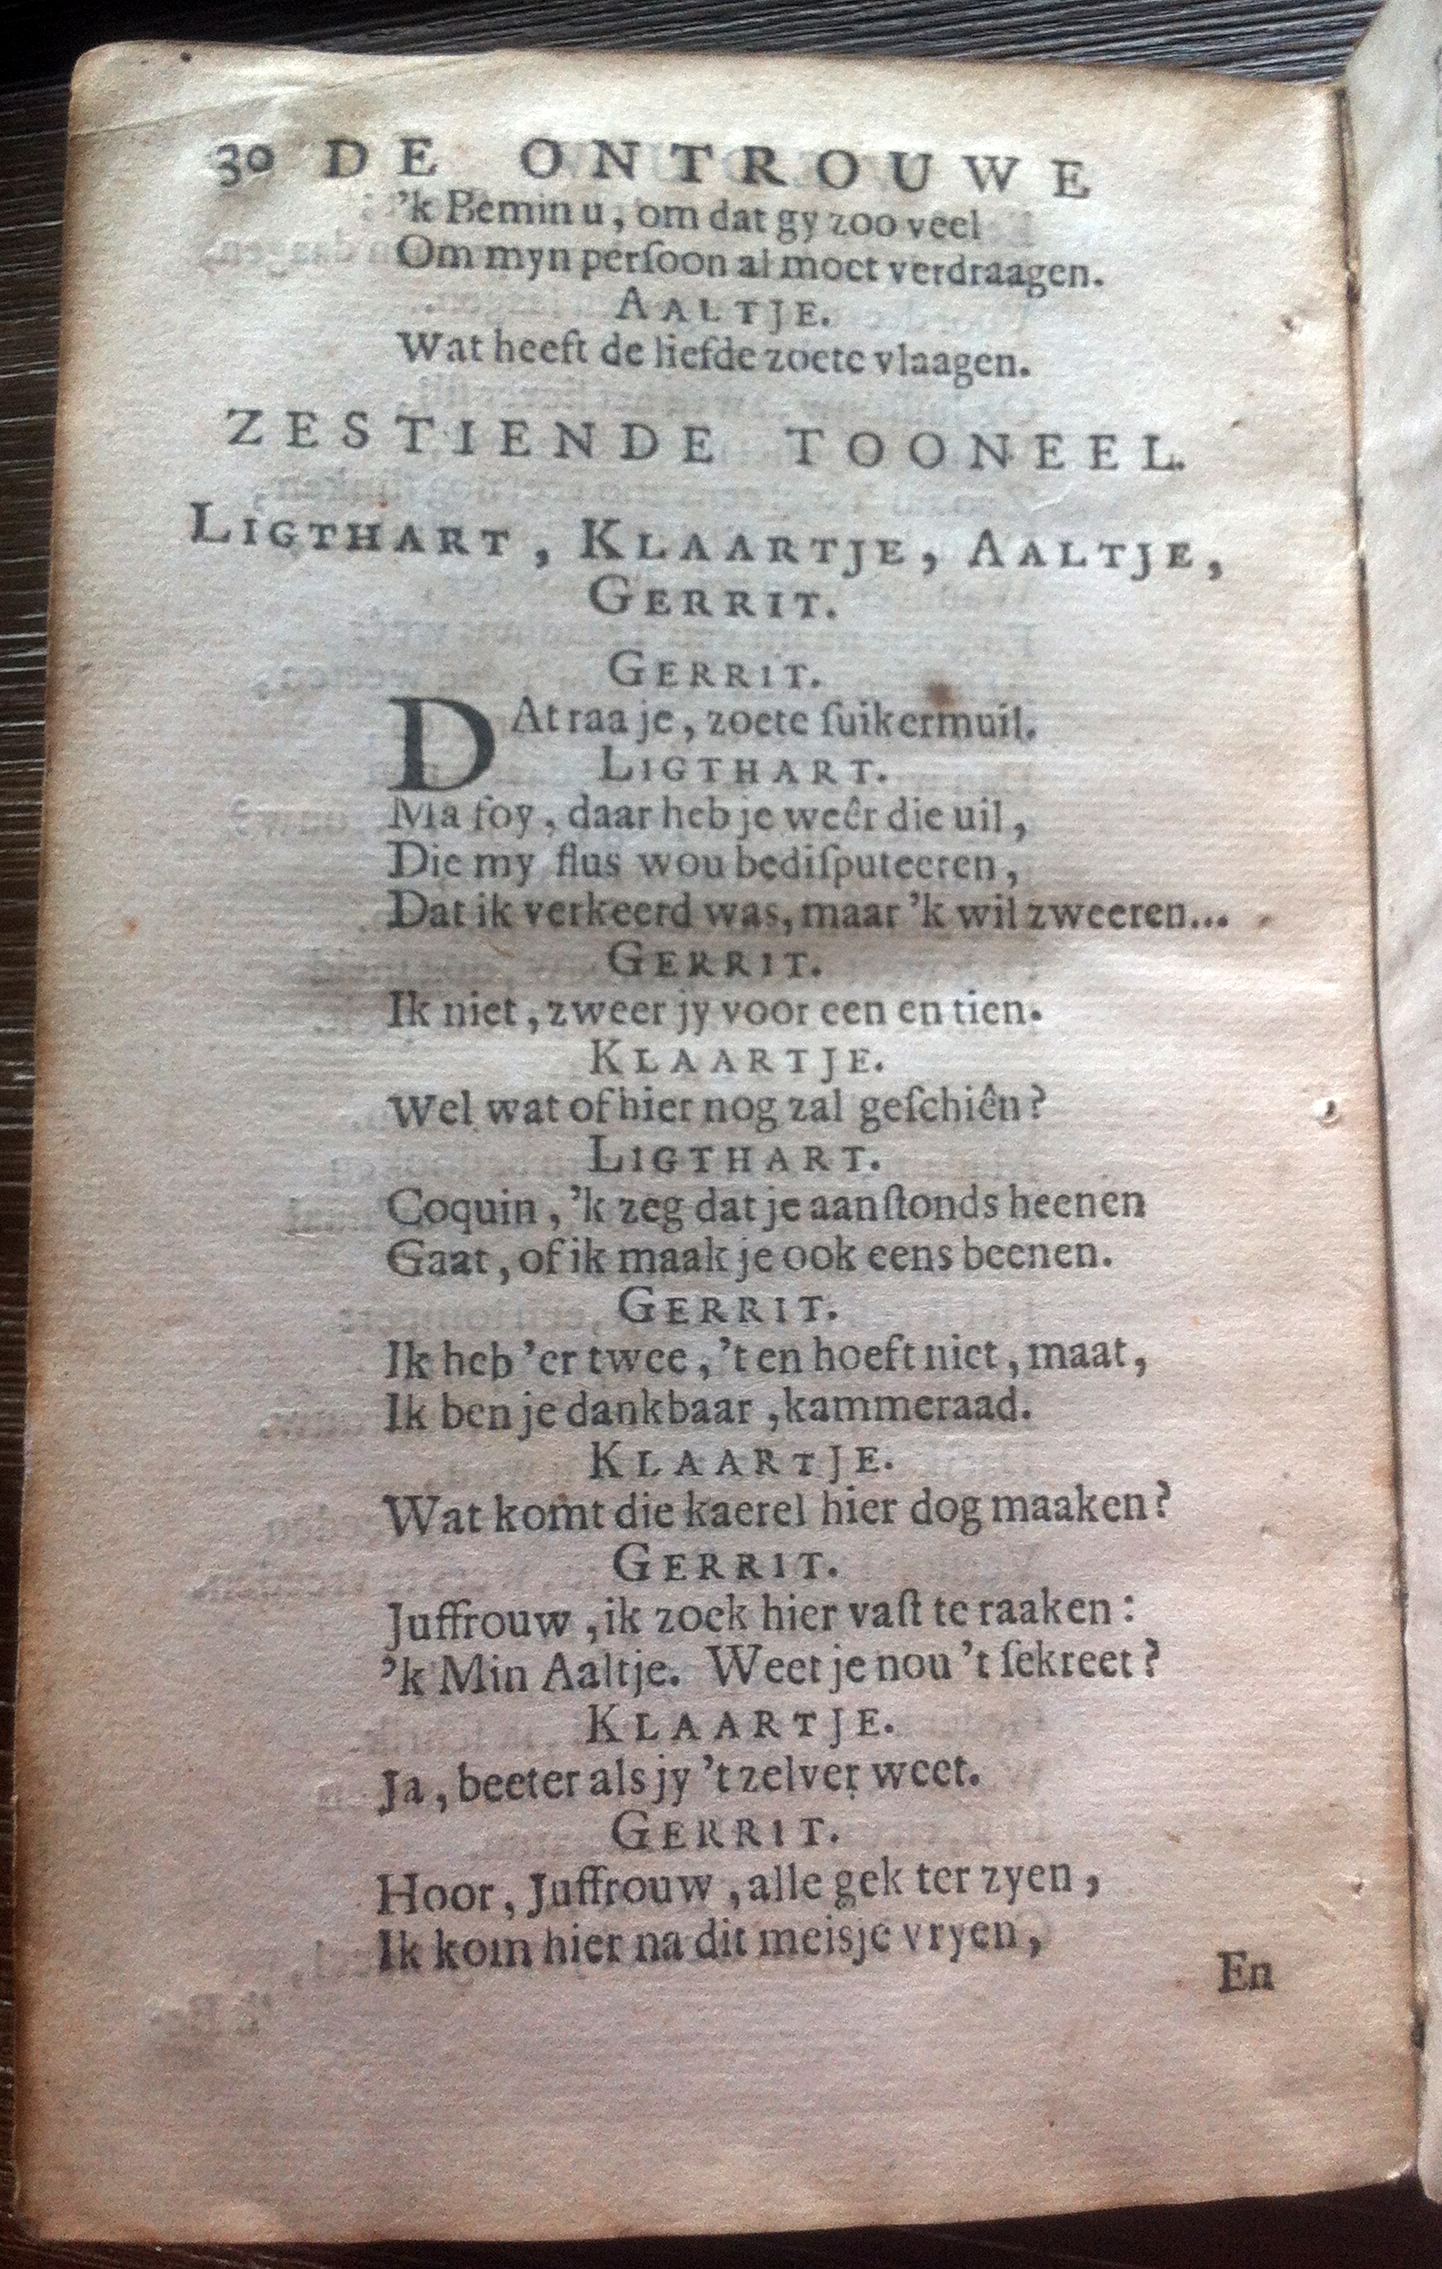 30 DE ONTROUWE
'k Bemin u, om dat gy zoo veel
Om myn perſoon al moet verdraagen.
AALTJE.
Wat heeft de liefde zoete vlaagen.
ZESTIENDE TOONEEL.
LIGTHART, KLAARTJE, AALTJE,
GERRIT.
GERRIT.
DAt raa je, zoete ſuikermuil.
LIGTHART.
Ma foy, daar heb je weêr die uil,
Die my flus wou bediſputeeren,
Dat ik verkeerd was, maar 'k wil zweeren...
GERRIT.
Ik niet, zweer jy voor een en tien.
KLAARTJE.
Wel wat of hier nog zal geſchiên?
LIGTHART.
Coquin, 'k zeg dat je aanſtonds heenen
Gaat, of ik maak je ook eens beenen.
GERRIT.
Ik heb 'er twee, 't en hoeft niet, maat,
Ik ben je dankbaar, kammeraad.
KLAARTJE.
Wat komt die kaerel hier dog maaken?
GERRIT.
Juffrouw, ik zoek hier vaſt te raaken:
'k Min Aaltje. Weet je nou 't ſekreet?
KLAARTJE.
Ja, beeter als jy 't zelver weet.
GERRIT.
Hoor, Juffrouw, alle gek ter zyen,
Ik kom hier na dit meisje vryen,
En